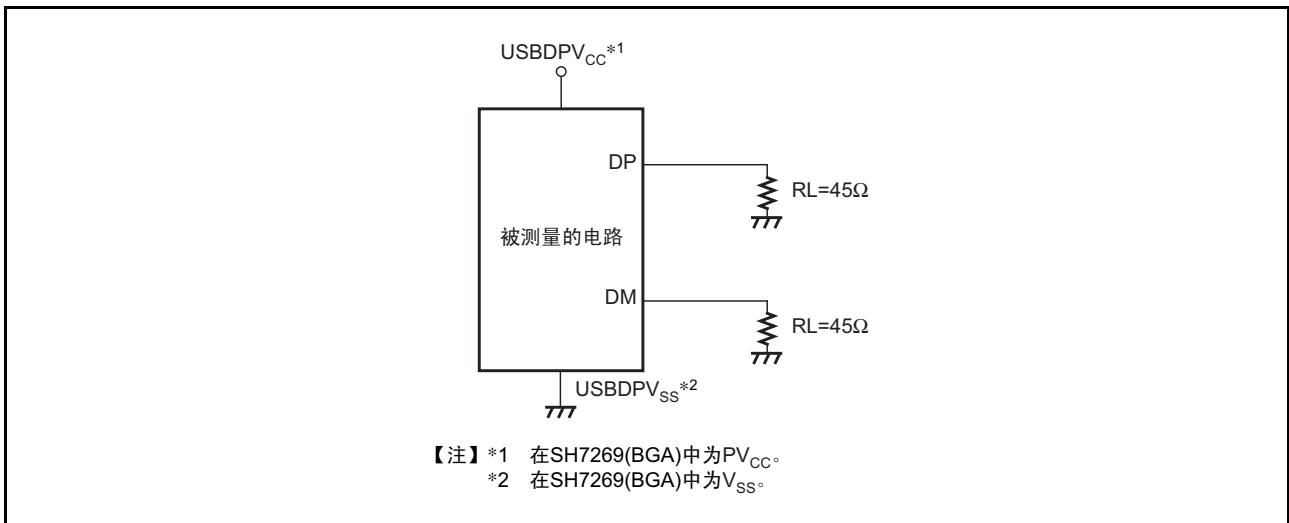 USBDPVCC*1
DP
RL=45Ω
被测量的电路
DM
RL=45Ω
USBDPVSS*2
【注】*1 在SH7269(BGA)中为PVCC。
*2 在SH7269(BGA)中为VSS。